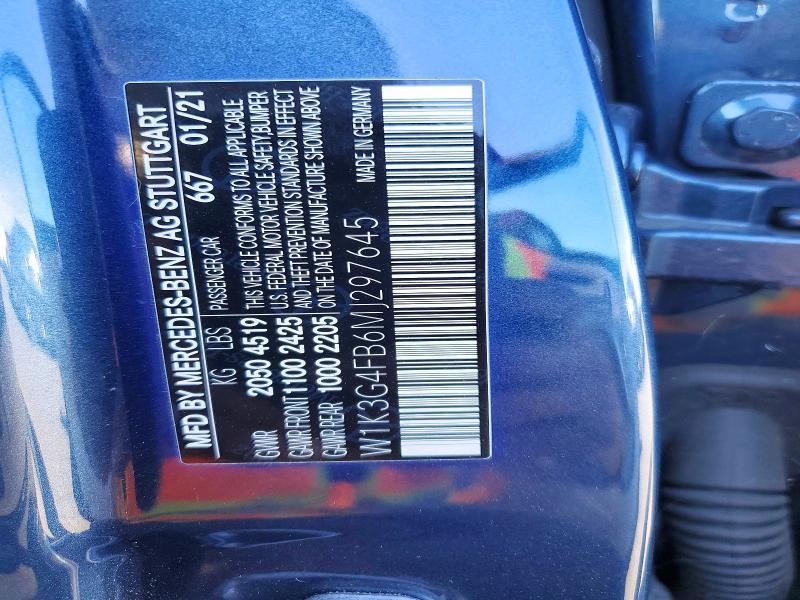 MFD BY MERCEDES-BENZ AG STUTTGART
KG LBS PASSENGER CAR 667 01/21
GVWR 2050 4519 THIS VEHICLE CONFORMS TO ALL APPLICABLE
GAWR FRONT 1100 2425 U.S. FEDERAL MOTOR VEHICLE SAFETY,BUMPER
GAWR REAR 1000 2205 AND THEFT PREVENTION STANDARDS IN EFFECT
ON THE DATE OF MANUFACTURE SHOWN ABOVE
W1K3G4FB6MJ297645 MADE IN GERMANY